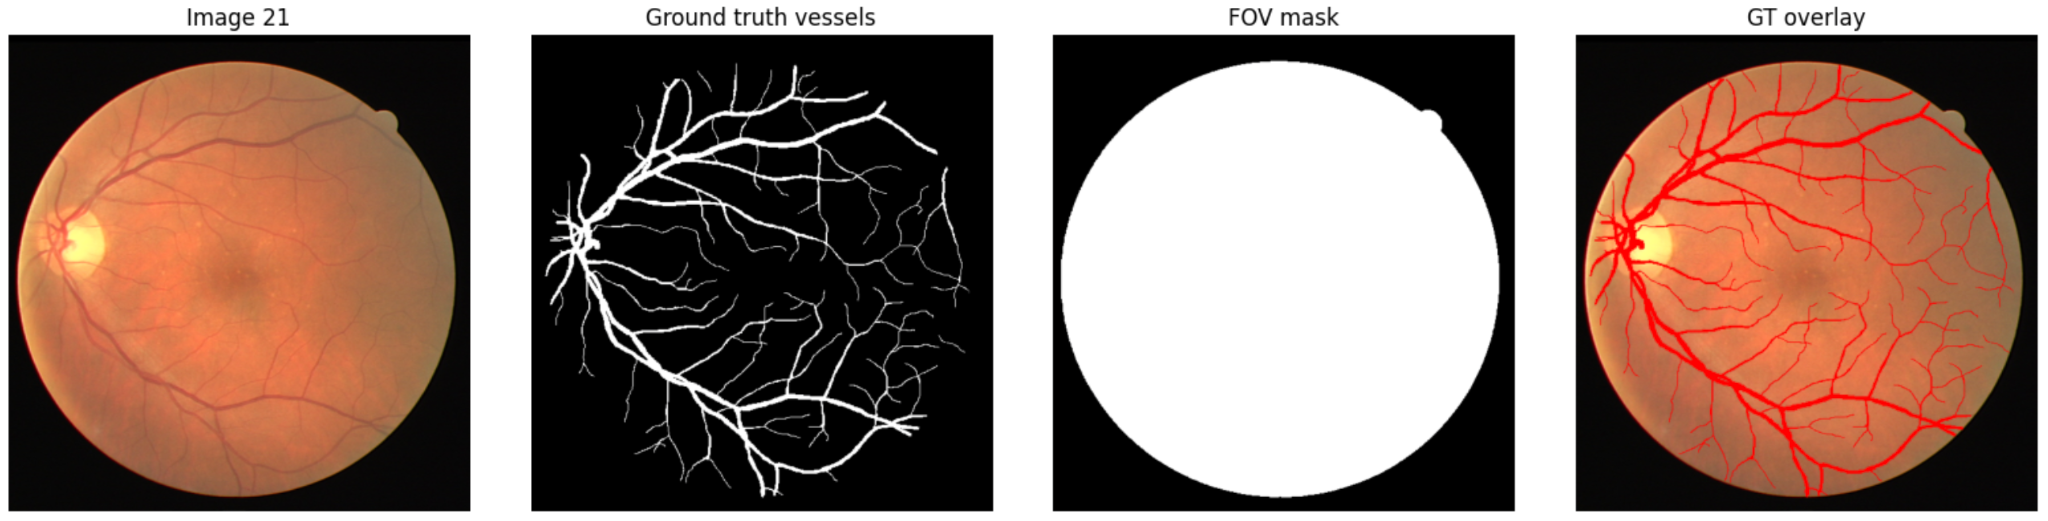 Image 21
Ground truth vessels
FOV mask
GT overlay